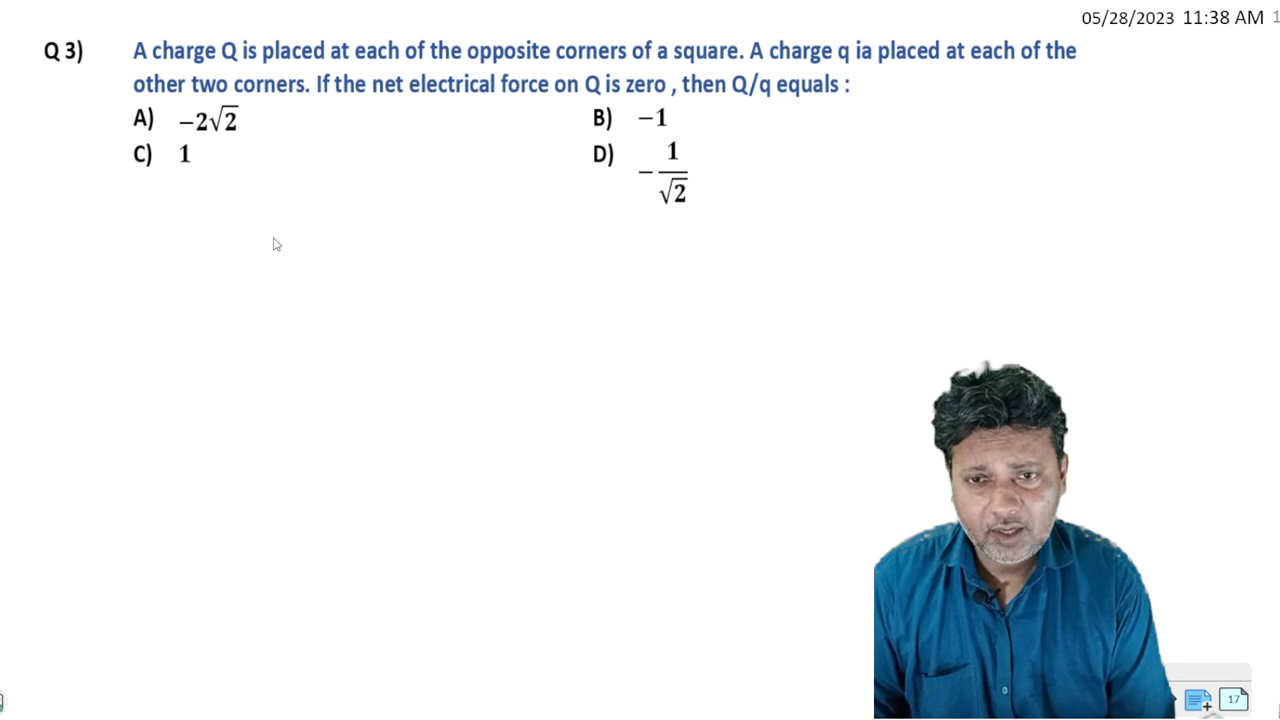 05/28/2023 11:38 AM 1
Q 3) A charge Q is placed at each of the opposite corners of a square. A charge q ia placed at each of the
other two corners. If the net electrical force on Q is zero , then Q/q equals :
A) −2√2 B) −1
C) 1 D) −1/√2
17